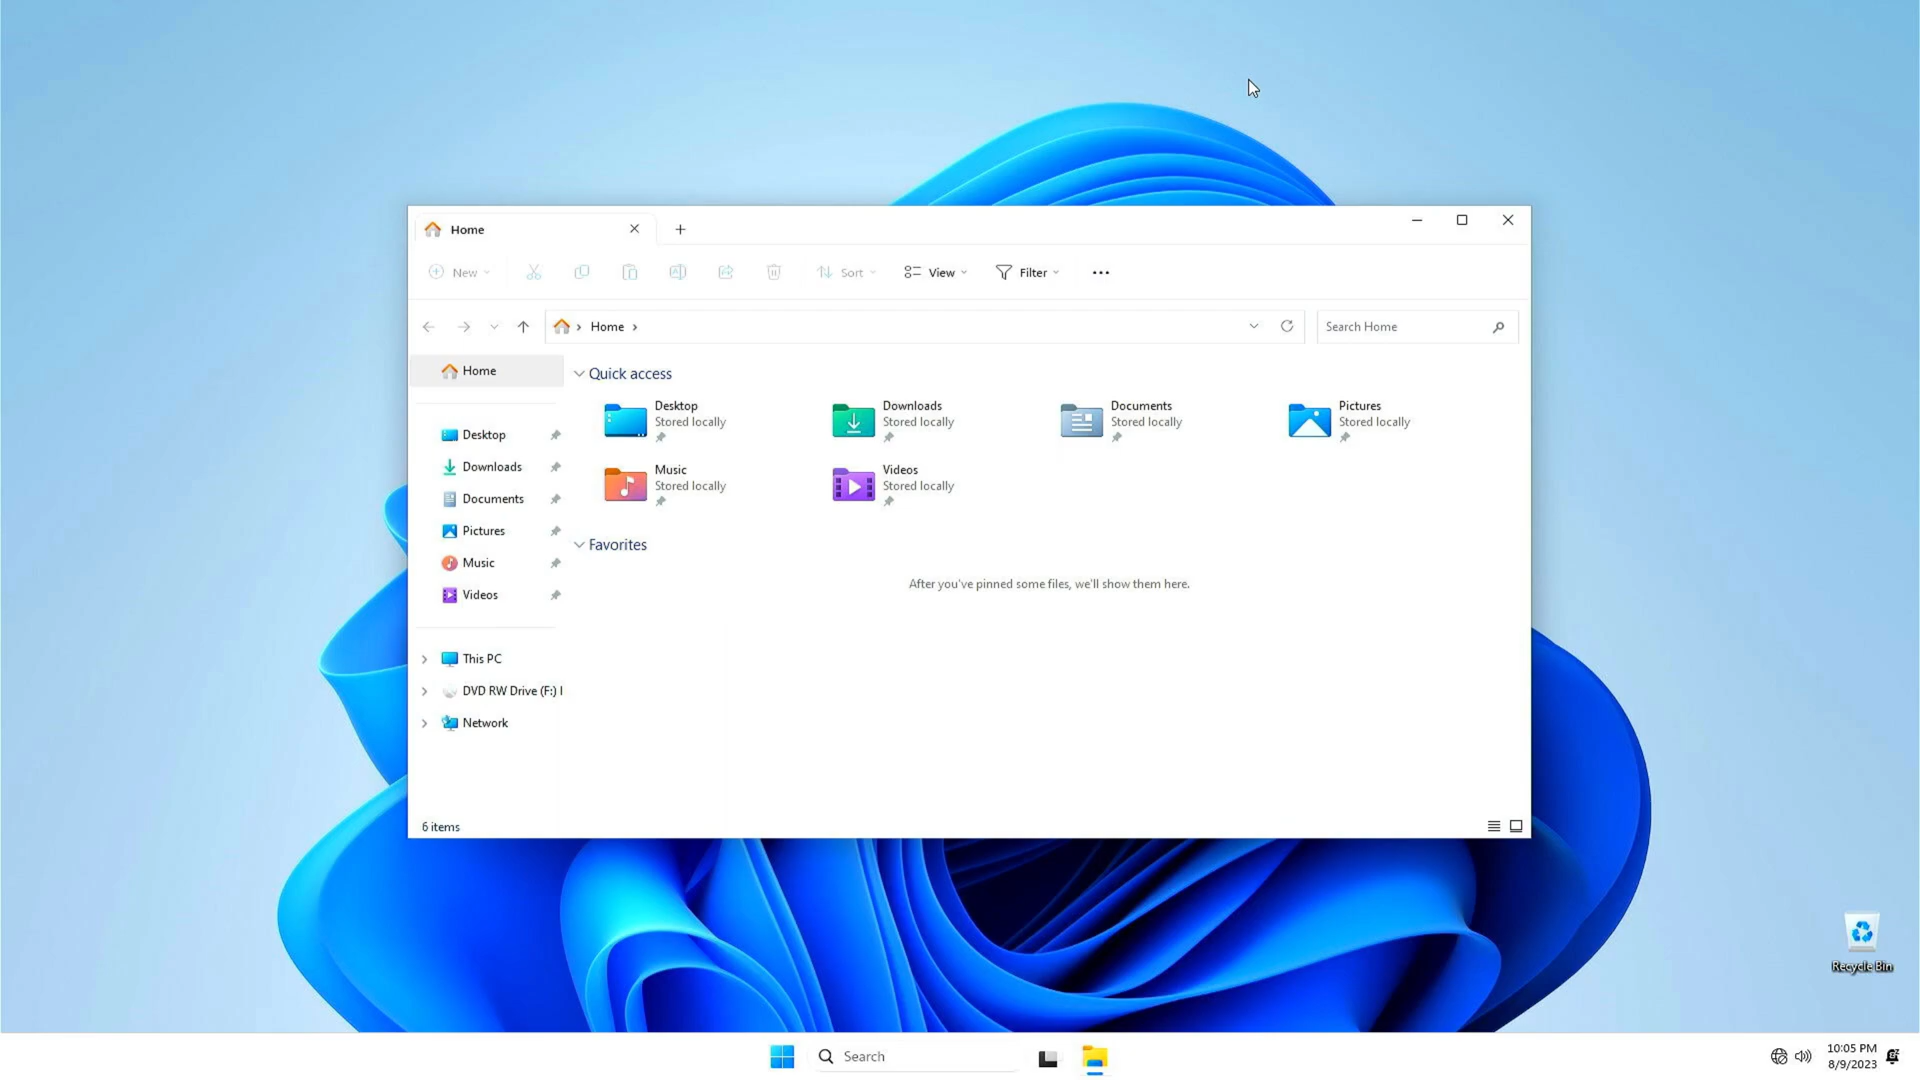 Home
New
Sort
View
Filter
Home
Search Home
Home
Desktop
Downloads
Documents
Pictures
Music
Videos
This PC
DVD RW Drive (F:) I
Network
Quick access
Desktop
Stored locally
Downloads
Stored locally
Documents
Stored locally
Pictures
Stored locally
Music
Stored locally
Videos
Stored locally
Favorites
After you've pinned some files, we'll show them here.
6 items
Recycle Bin
Search
10:05 PM
8/9/2023